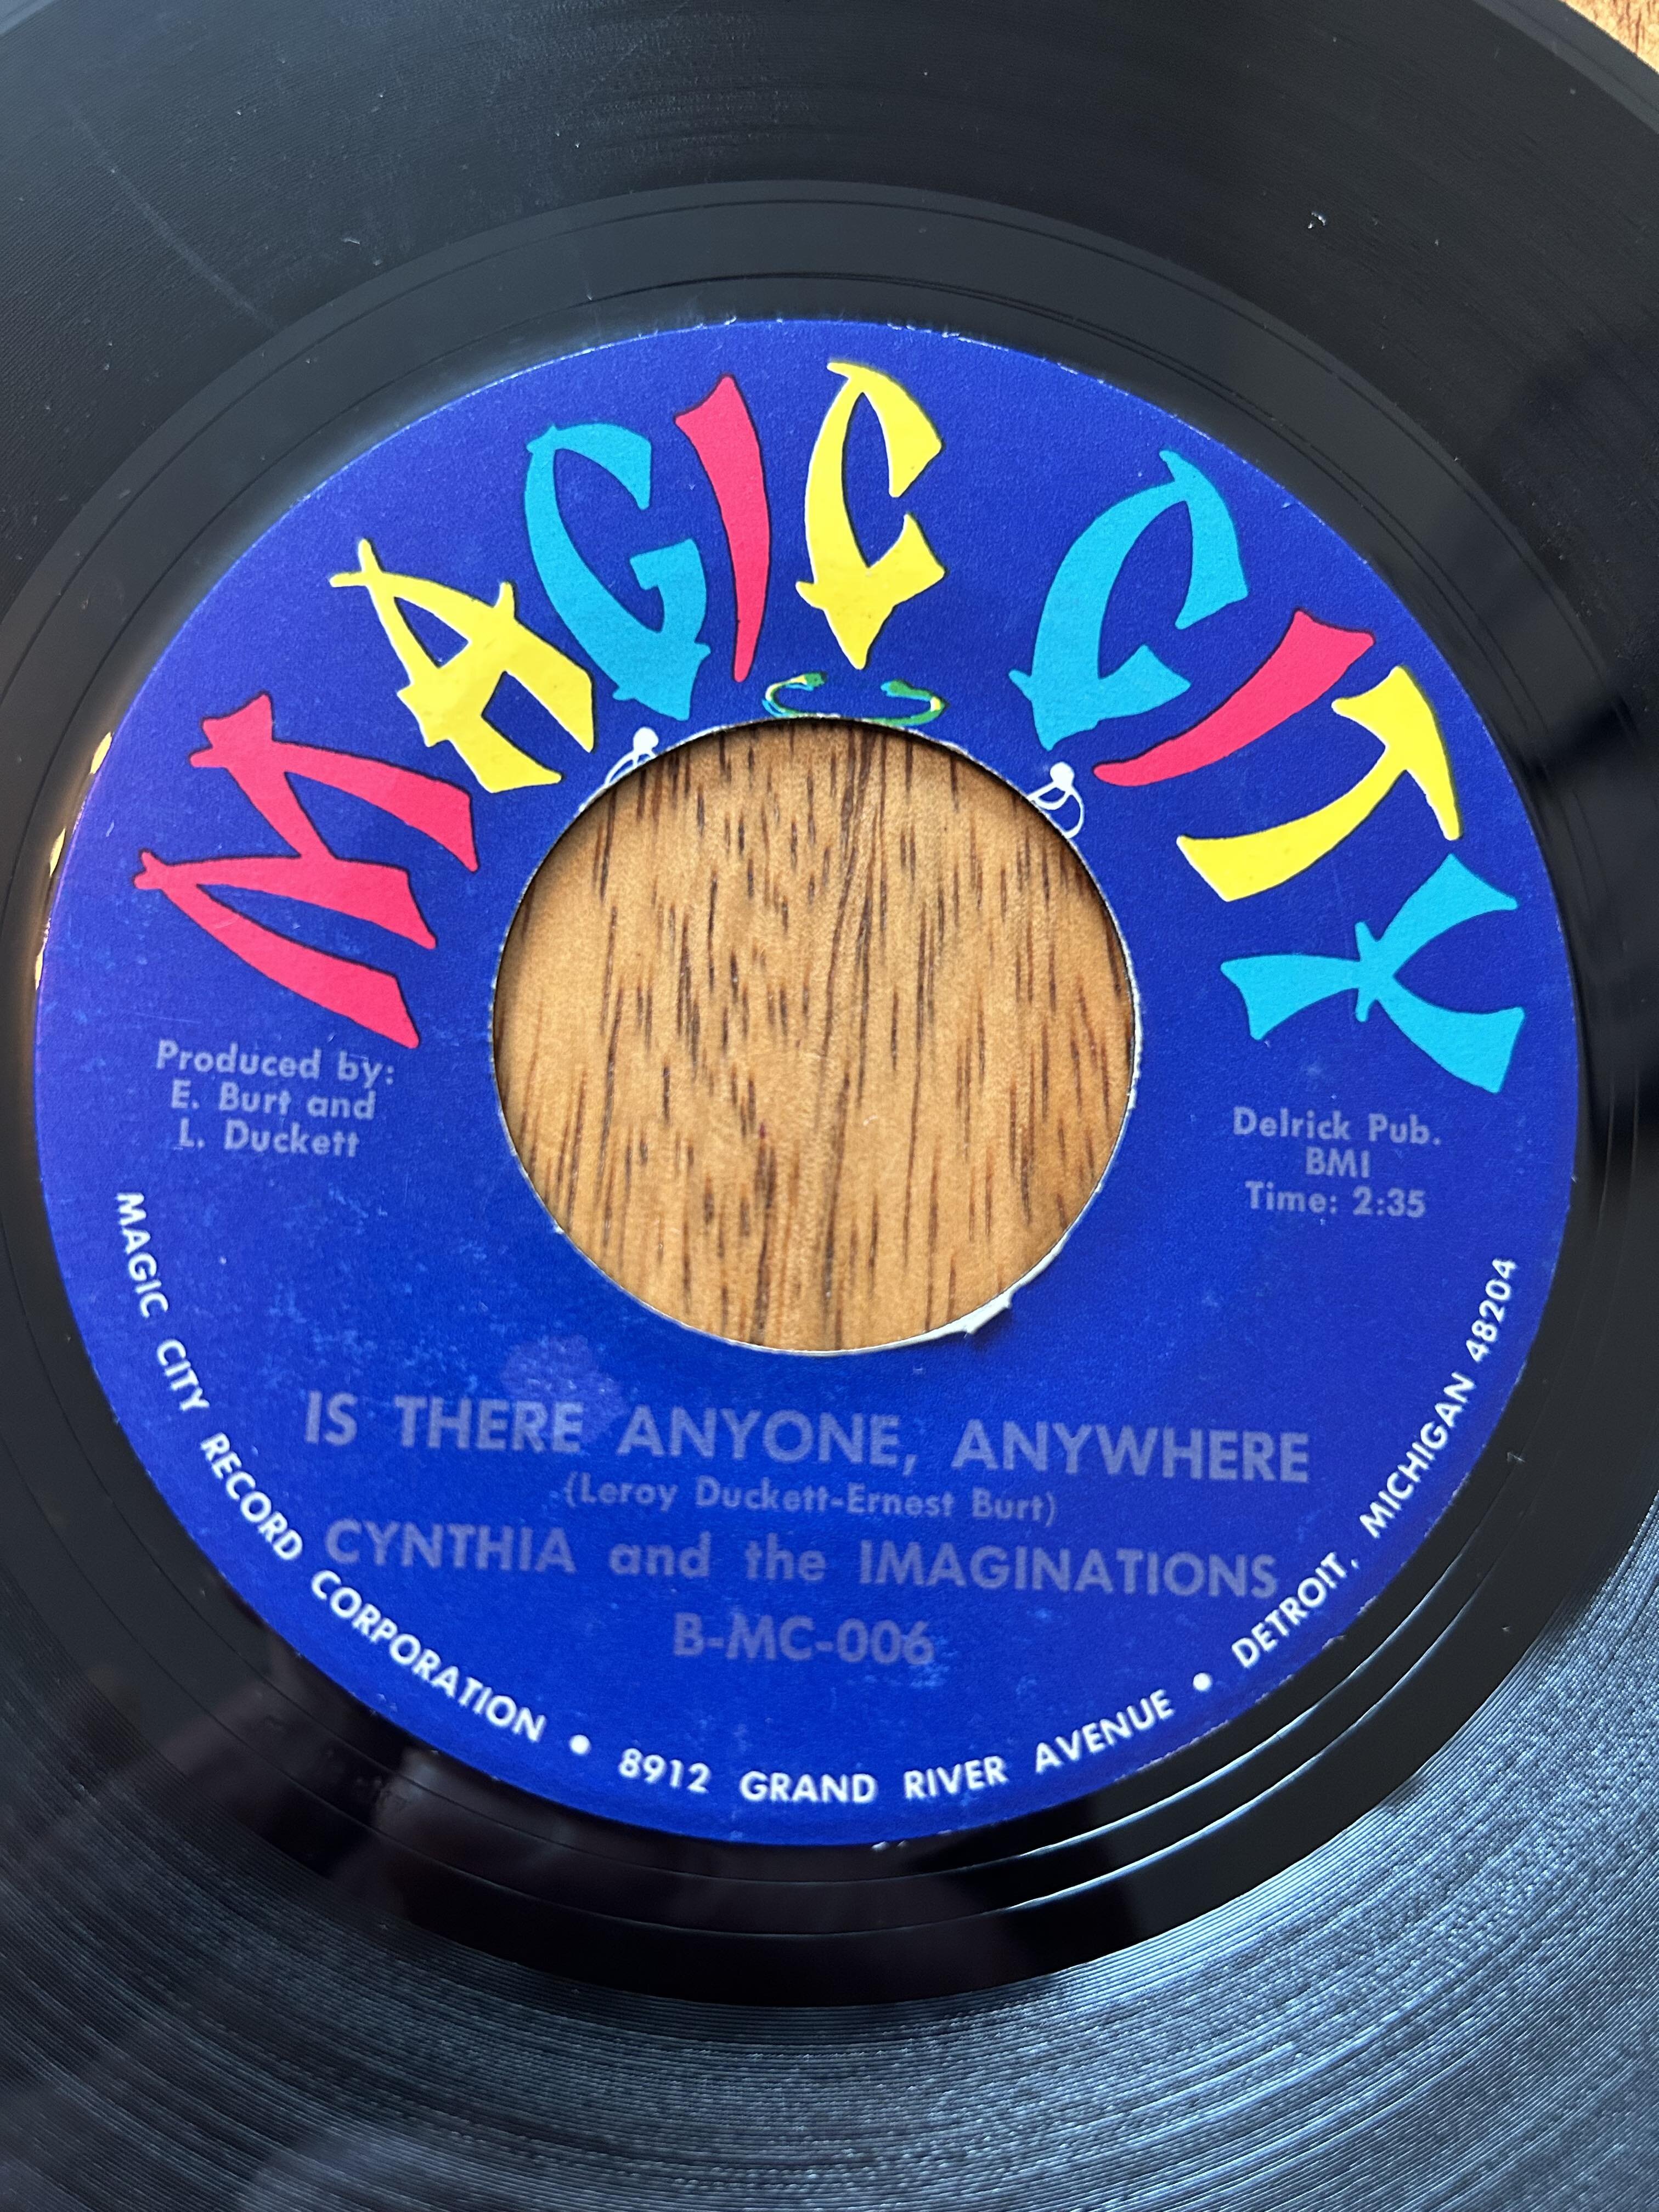 MAGIC CITY
Produced by:
E. Burt and
L. Duckett
Delrick Pub.
BMI
Time: 2:35
IS THERE ANYONE, ANYWHERE
(Leroy Duckett-Ernest Burt)
CYNTHIA and the IMAGINATIONS
B-MC-006
MAGIC CITY RECORD CORPORATION • 8912 GRAND RIVER AVENUE • DETROIT, MICHIGAN 48204